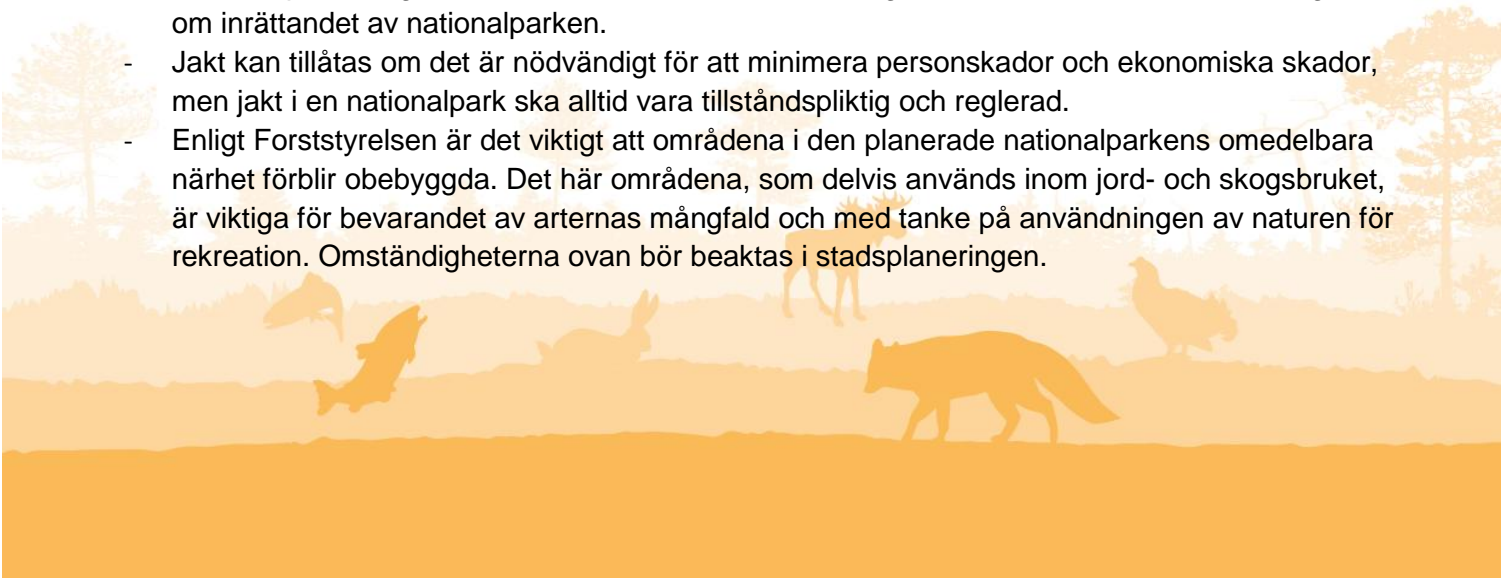 om inrättandet av nationalparken.
- Jakt kan tillåtas om det är nödvändigt för att minimera personskador och ekonomiska skador,
men jakt i en nationalpark ska alltid vara tillståndspliktig och reglerad.
- Enligt Forststyrelsen är det viktigt att områdena i den planerade nationalparkens omedelbara
närhet förblir obebyggda. Det här områdena, som delvis används inom jord- och skogsbruket,
är viktiga för bevarandet av arternas mångfald och med tanke på användningen av naturen för
rekreation. Omständigheterna ovan bör beaktas i stadsplaneringen.